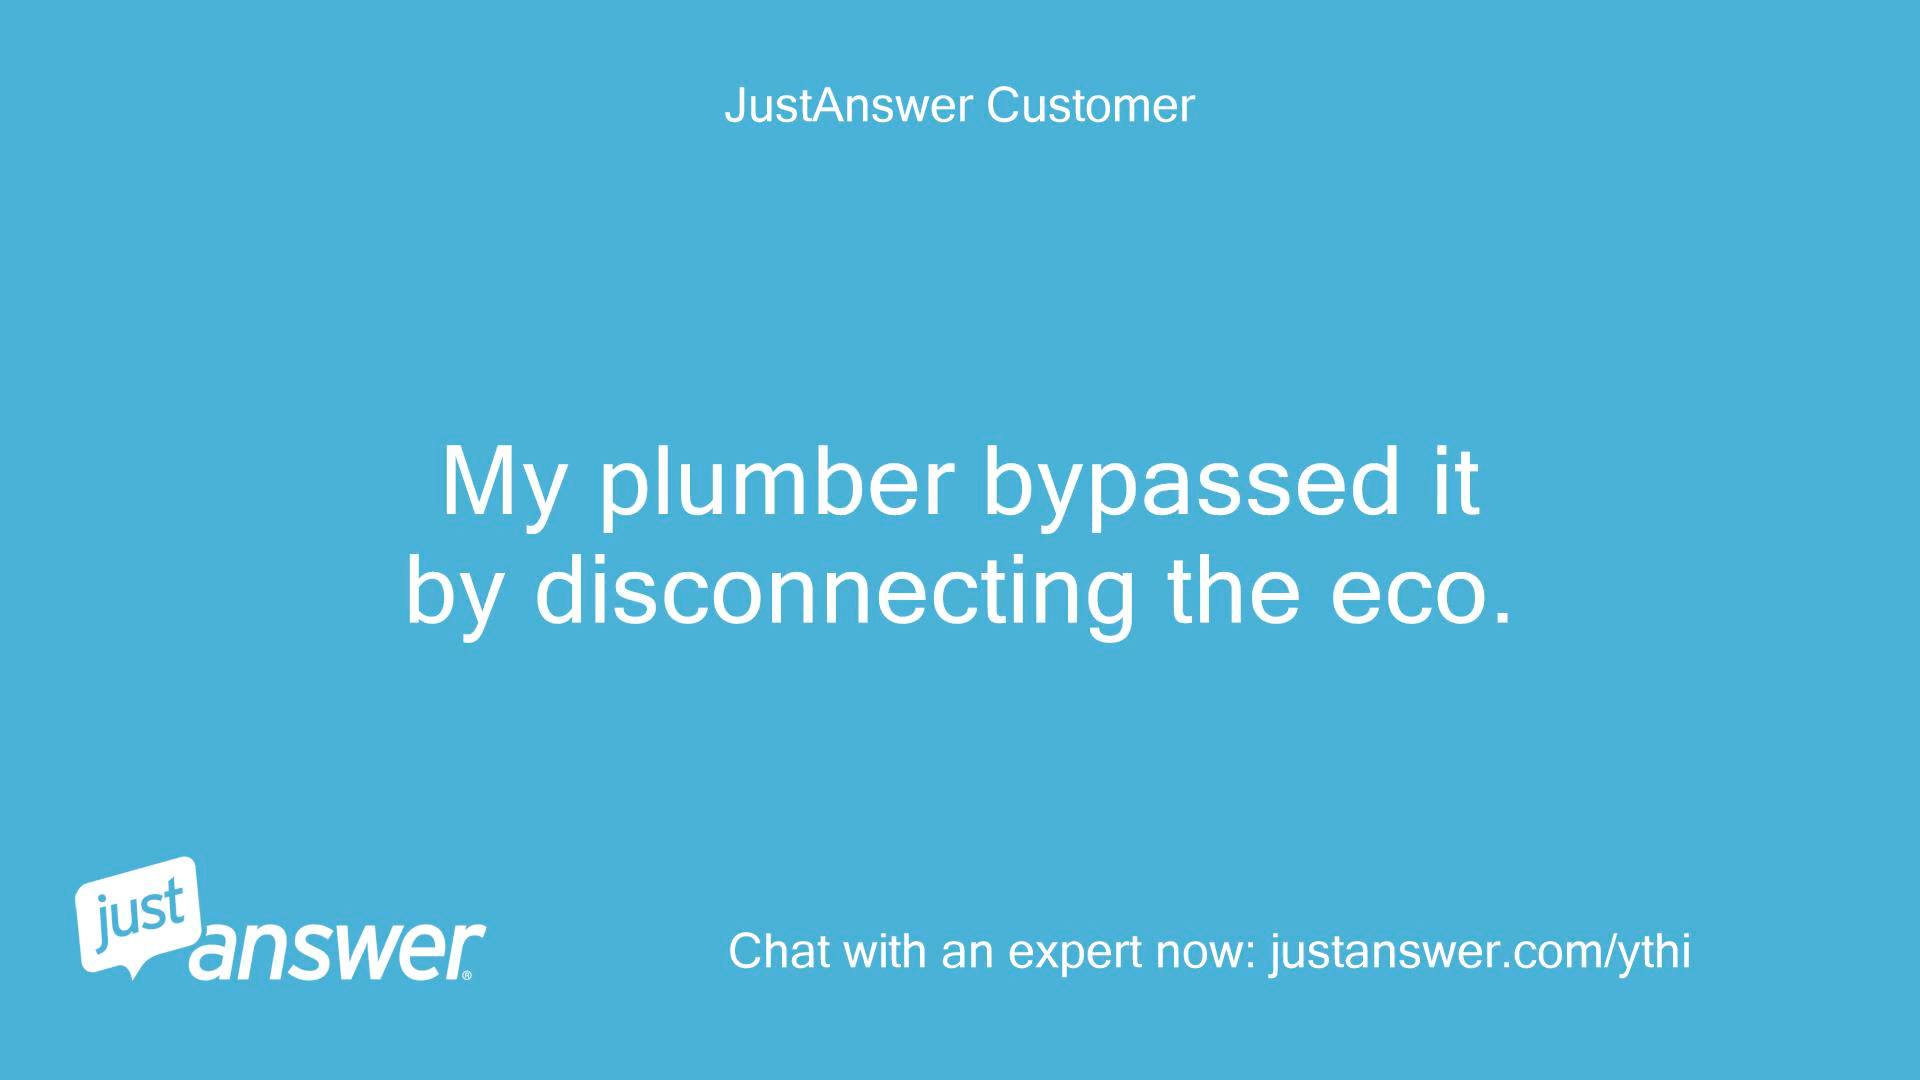 JustAnswer Customer
My plumber bypassed it
by disconnecting the eco.
just
answer®
Chat with an expert now: justanswer.com/ythi